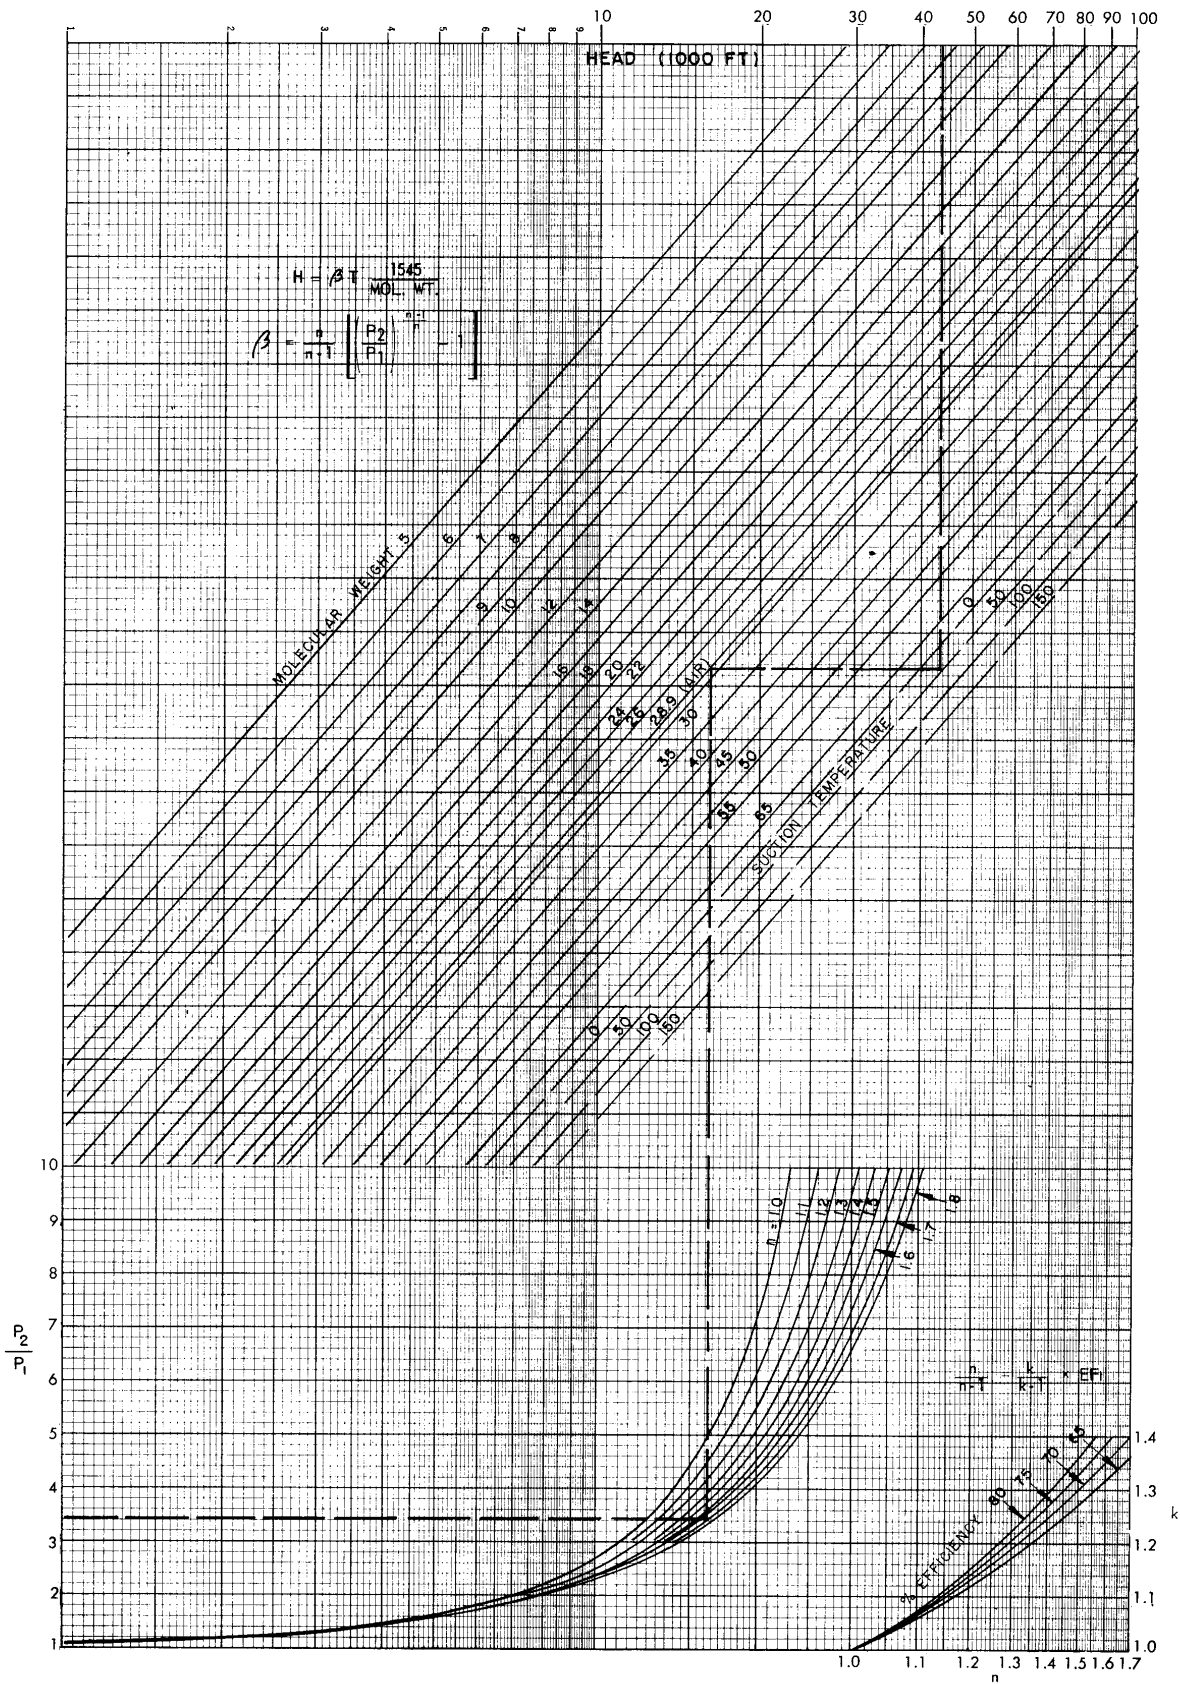 1 2 3 4 5 6 7 8 9 10 20 30 40 50 60 70 80 90 100
HEAD (1000 FT)
H = β T 1545
MOL. WT.
β = n/n-1 [(P2/P1) n-1/n - 1]
MOLECULAR WEIGHT 5 6 7 8
9 10 12 14
16 18 20 22
24 26 28.9 (AIR) 30
35 40 45 50
55 65
SUCTION TEMPERATURE
0 50 100 150
0 50 100 150
10
9
8
7
6
5
4
3
2
1
P2
P1
n = 1.0 1.1 1.2 1.3 1.4 1.5
1.6 1.7 1.8
n/n-1 = k/k-1 × EFF
% EFFICIENCY 80 75 70 65
1.4
1.3
k
1.2
1.1
1.0
1.0 1.1 1.2 1.3 1.4 1.5 1.6 1.7
n